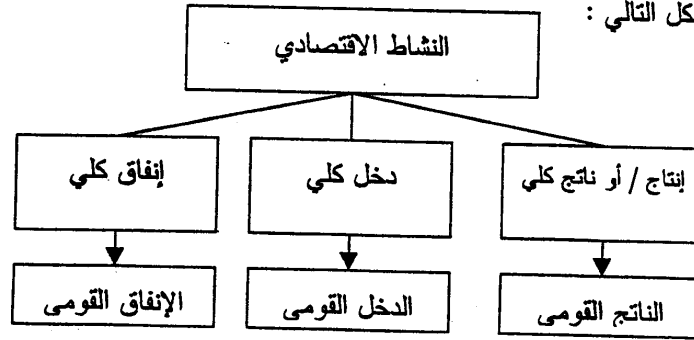 كل التالي :
النشاط الاقتصادي
إنتاج / أو ناتج كلي
دخل كلي
إنفاق كلي
الناتج القومى
الدخل القومى
الإنفاق القومى